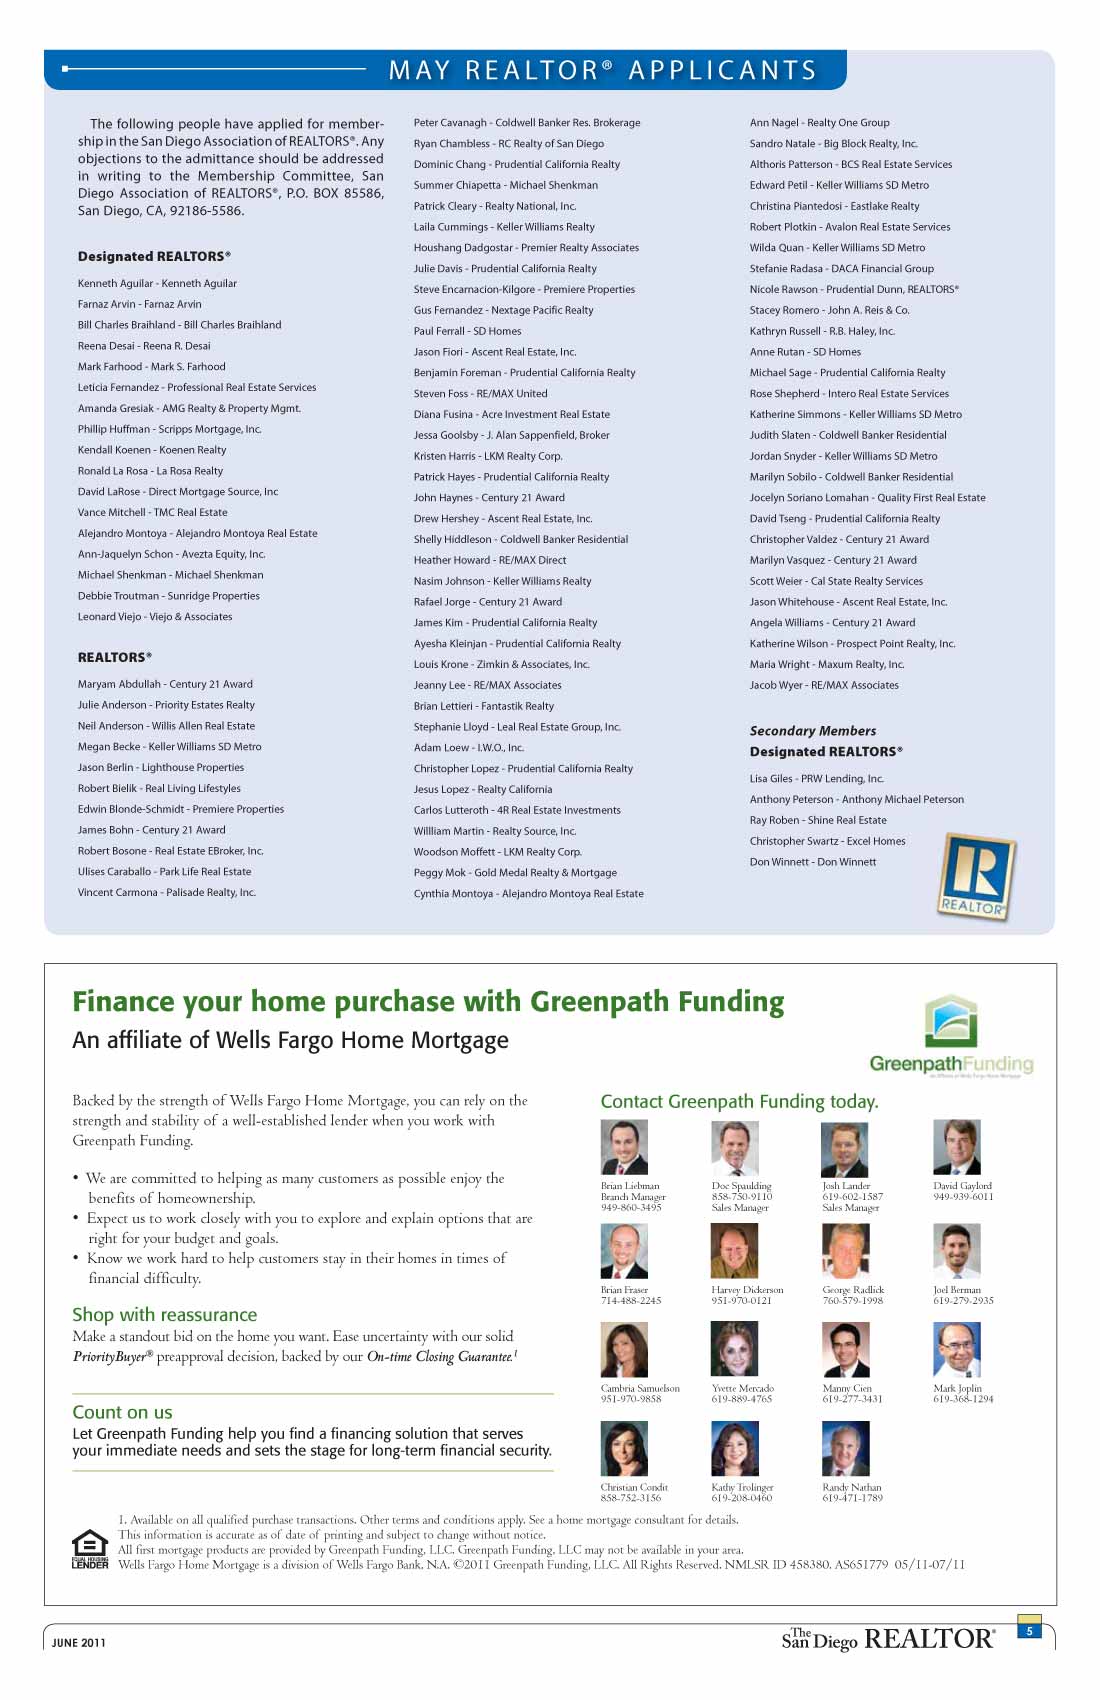 MAY REALTOR® APPLICANTS
The following people have applied for member-
ship in the San Diego Association of REALTORS®. Any
objections to the admittance should be addressed
in writing to the Membership Committee, San
Diego Association of REALTORS®, P.O. BOX 85586,
San Diego, CA, 92186-5586.
Designated REALTORS®
Kenneth Aguilar - Kenneth Aguilar
Farnaz Arvin - Farnaz Arvin
Bill Charles Braihland - Bill Charles Braihland
Reena Desai - Reena R. Desai
Mark Farhood - Mark S. Farhood
Leticia Fernandez - Professional Real Estate Services
Amanda Gresiak - AMG Realty & Property Mgmt.
Phillip Huffman - Scripps Mortgage, Inc.
Kendall Koenen - Koenen Realty
Ronald La Rosa - La Rosa Realty
David LaRose - Direct Mortgage Source, Inc
Vance Mitchell - TMC Real Estate
Alejandro Montoya - Alejandro Montoya Real Estate
Ann-Jaquelyn Schon - Avezta Equity, Inc.
Michael Shenkman - Michael Shenkman
Debbie Troutman - Sunridge Properties
Leonard Viejo - Viejo & Associates
REALTORS®
Maryam Abdullah - Century 21 Award
Julie Anderson - Priority Estates Realty
Neil Anderson - Willis Allen Real Estate
Megan Becke - Keller Williams SD Metro
Jason Berlin - Lighthouse Properties
Robert Bielik - Real Living Lifestyles
Edwin Blonde-Schmidt - Premiere Properties
James Bohn - Century 21 Award
Robert Bosone - Real Estate EBroker, Inc.
Ulises Caraballo - Park Life Real Estate
Vincent Carmona - Palisade Realty, Inc.
Peter Cavanagh - Coldwell Banker Res. Brokerage
Ryan Chambless - RC Realty of San Diego
Dominic Chang - Prudential California Realty
Summer Chiapetta - Michael Shenkman
Patrick Cleary - Realty National, Inc.
Laila Cummings - Keller Williams Realty
Houshang Dadgostar - Premier Realty Associates
Julie Davis - Prudential California Realty
Steve Encarnacion-Kilgore - Premiere Properties
Gus Fernandez - Nextage Pacific Realty
Paul Ferrall - SD Homes
Jason Fiori - Ascent Real Estate, Inc.
Benjamin Foreman - Prudential California Realty
Steven Foss - RE/MAX United
Diana Fusina - Acre Investment Real Estate
Jessa Goolsby - J. Alan Sappenfield, Broker
Kristen Harris - LKM Realty Corp.
Patrick Hayes - Prudential California Realty
John Haynes - Century 21 Award
Drew Hershey - Ascent Real Estate, Inc.
Shelly Hiddleson - Coldwell Banker Residential
Heather Howard - RE/MAX Direct
Nasim Johnson - Keller Williams Realty
Rafael Jorge - Century 21 Award
James Kim - Prudential California Realty
Ayesha Kleinjan - Prudential California Realty
Louis Krone - Zimkin & Associates, Inc.
Jeanny Lee - RE/MAX Associates
Brian Lettieri - Fantastik Realty
Stephanie Lloyd - Leal Real Estate Group, Inc.
Adam Loew - I.W.O., Inc.
Christopher Lopez - Prudential California Realty
Jesus Lopez - Realty California
Carlos Lutteroth - 4R Real Estate Investments
Willliam Martin - Realty Source, Inc.
Woodson Moffett - LKM Realty Corp.
Peggy Mok - Gold Medal Realty & Mortgage
Cynthia Montoya - Alejandro Montoya Real Estate
Ann Nagel - Realty One Group
Sandro Natale - Big Block Realty, Inc.
Althoris Patterson - BCS Real Estate Services
Edward Petil - Keller Williams SD Metro
Christina Piantedosi - Eastlake Realty
Robert Plotkin - Avalon Real Estate Services
Wilda Quan - Keller Williams SD Metro
Stefanie Radasa - DACA Financial Group
Nicole Rawson - Prudential Dunn, REALTORS®
Stacey Romero - John A. Reis & Co.
Kathryn Russell - R.B. Haley, Inc.
Anne Rutan - SD Homes
Michael Sage - Prudential California Realty
Rose Shepherd - Intero Real Estate Services
Katherine Simmons - Keller Williams SD Metro
Judith Slaten - Coldwell Banker Residential
Jordan Snyder - Keller Williams SD Metro
Marilyn Sobilo - Coldwell Banker Residential
Jocelyn Soriano Lomahan - Quality First Real Estate
David Tseng - Prudential California Realty
Christopher Valdez - Century 21 Award
Marilyn Vasquez - Century 21 Award
Scott Weier - Cal State Realty Services
Jason Whitehouse - Ascent Real Estate, Inc.
Angela Williams - Century 21 Award
Katherine Wilson - Prospect Point Realty, Inc.
Maria Wright - Maxum Realty, Inc.
Jacob Wyer - RE/MAX Associates
Secondary Members
Designated REALTORS®
Lisa Giles - PRW Lending, Inc.
Anthony Peterson - Anthony Michael Peterson
Ray Roben - Shine Real Estate
Christopher Swartz - Excel Homes
Don Winnett - Don Winnett
R
REALTOR®
Finance your home purchase with Greenpath Funding
An affiliate of Wells Fargo Home Mortgage
GreenpathFunding
an Affiliate of Wells Fargo Home Mortgage
Backed by the strength of Wells Fargo Home Mortgage, you can rely on the
strength and stability of a well-established lender when you work with
Greenpath Funding.
• We are committed to helping as many customers as possible enjoy the
benefits of homeownership.
• Expect us to work closely with you to explore and explain options that are
right for your budget and goals.
• Know we work hard to help customers stay in their homes in times of
financial difficulty.
Shop with reassurance
Make a standout bid on the home you want. Ease uncertainty with our solid
PriorityBuyer® preapproval decision, backed by our On-time Closing Guarantee.1
Count on us
Let Greenpath Funding help you find a financing solution that serves
your immediate needs and sets the stage for long-term financial security.
Contact Greenpath Funding today.
Brian Liebman
Branch Manager
949-860-3495
Doc Spaulding
858-750-9110
Sales Manager
Josh Lander
619-602-1587
Sales Manager
David Gaylord
949-939-6011
Brian Fraser
714-488-2245
Harvey Dickerson
951-970-0121
George Radlick
760-579-1998
Joel Berman
619-279-2935
Cambria Samuelson
951-970-9858
Yvette Mercado
619-889-4765
Manny Cien
619-277-3431
Mark Joplin
619-368-1294
Christian Condit
858-752-3156
Kathy Trolinger
619-208-0460
Randy Nathan
619-471-1789
EQUAL HOUSING
LENDER
1. Available on all qualified purchase transactions. Other terms and conditions apply. See a home mortgage consultant for details.
This information is accurate as of date of printing and subject to change without notice.
All first mortgage products are provided by Greenpath Funding, LLC. Greenpath Funding, LLC may not be available in your area.
Wells Fargo Home Mortgage is a division of Wells Fargo Bank, N.A. ©2011 Greenpath Funding, LLC. All Rights Reserved. NMLSR ID 458380. AS651779 05/11-07/11
JUNE 2011
The San Diego REALTOR®
5